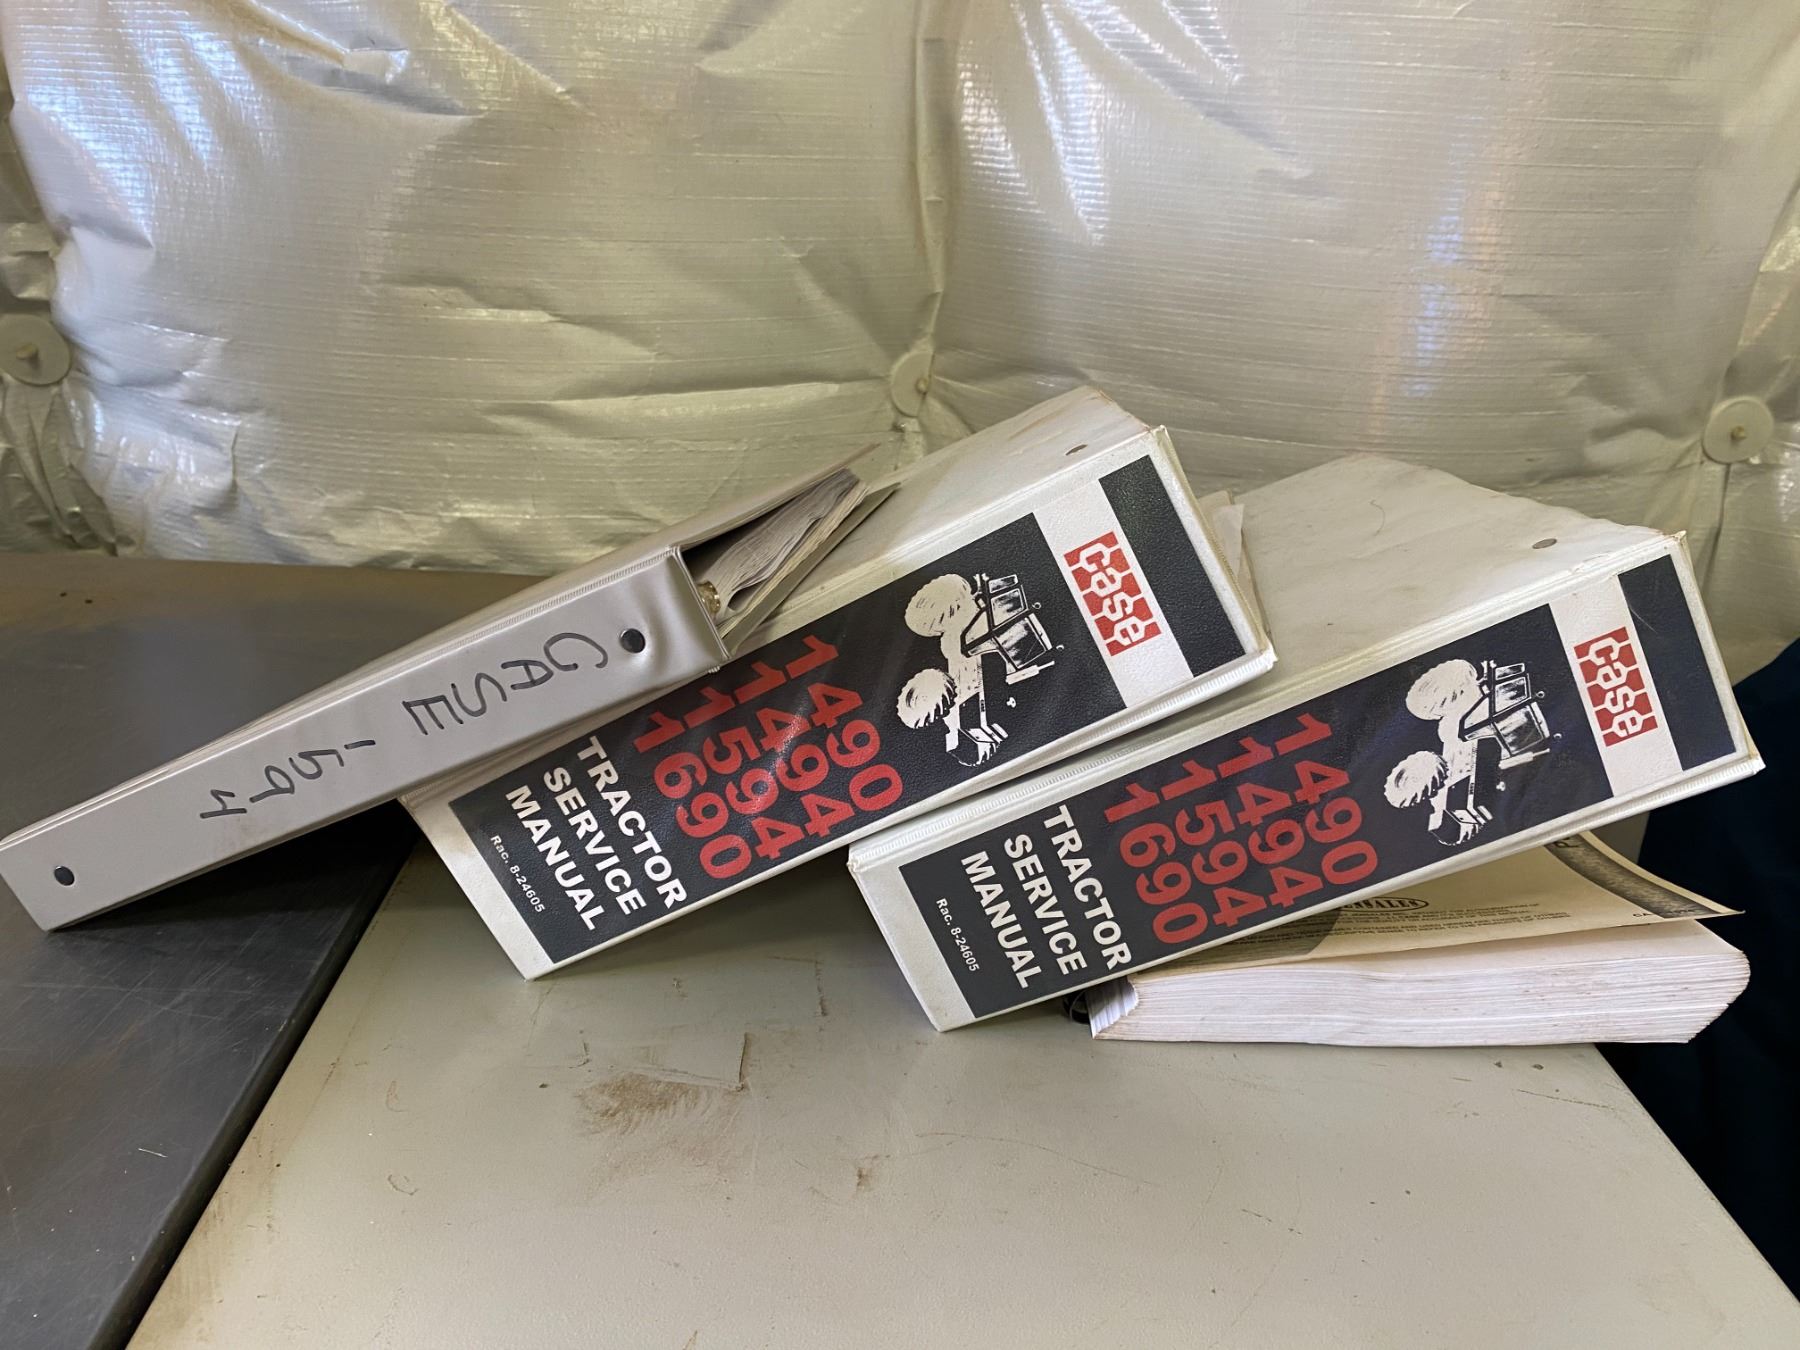 CASE -1594
case
1490
1494
1594
1690
TRACTOR
SERVICE
MANUAL
Rac. 8-24605
case
1490
1494
1594
1690
TRACTOR
SERVICE
MANUAL
Rac. 8-24605